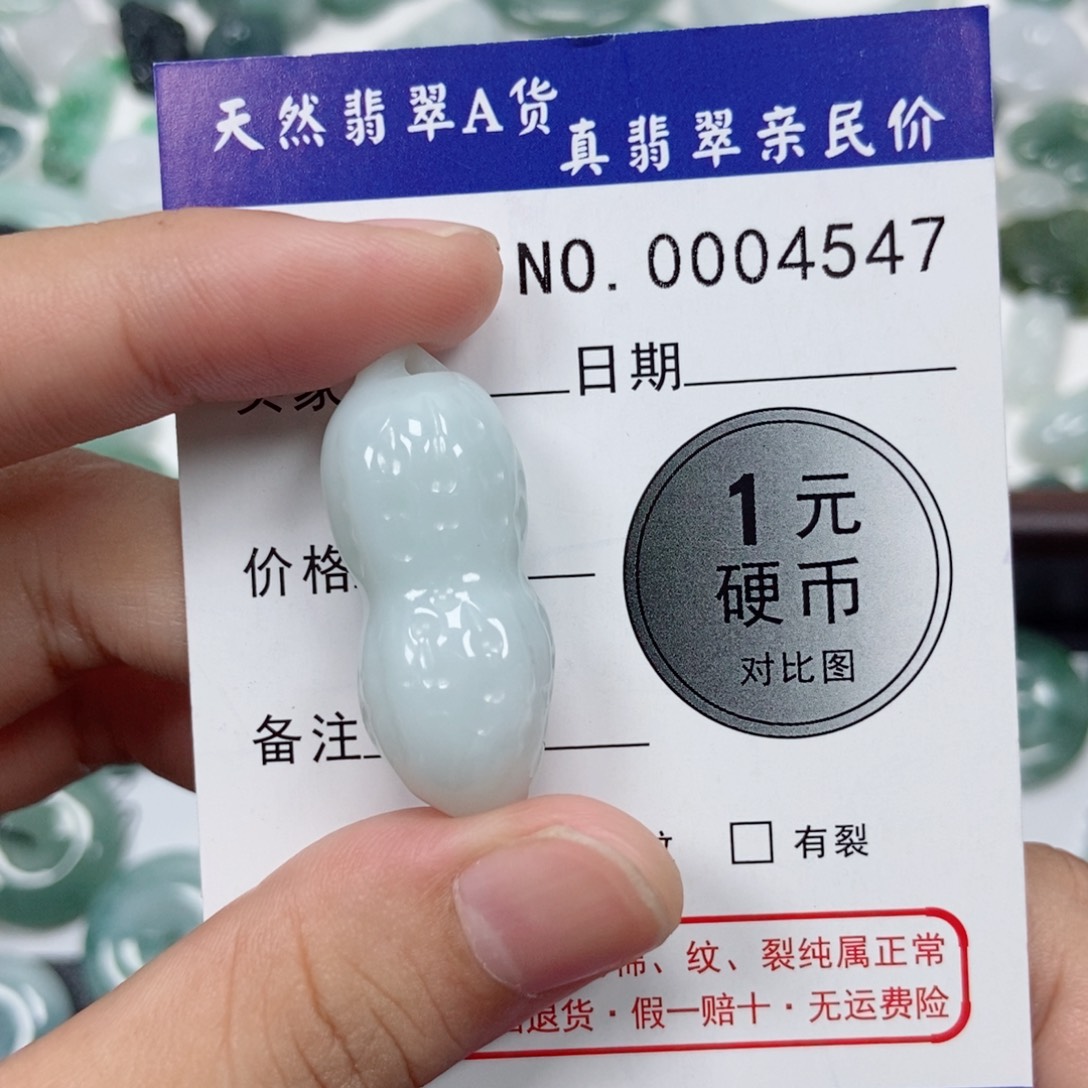 天然翡翠A货
真翡翠亲民价
NO. 0004547
日期
1元
硬币
对比图
价格
备注
有裂
、纹、裂纯属正常
退货·假一赔十·无运费险